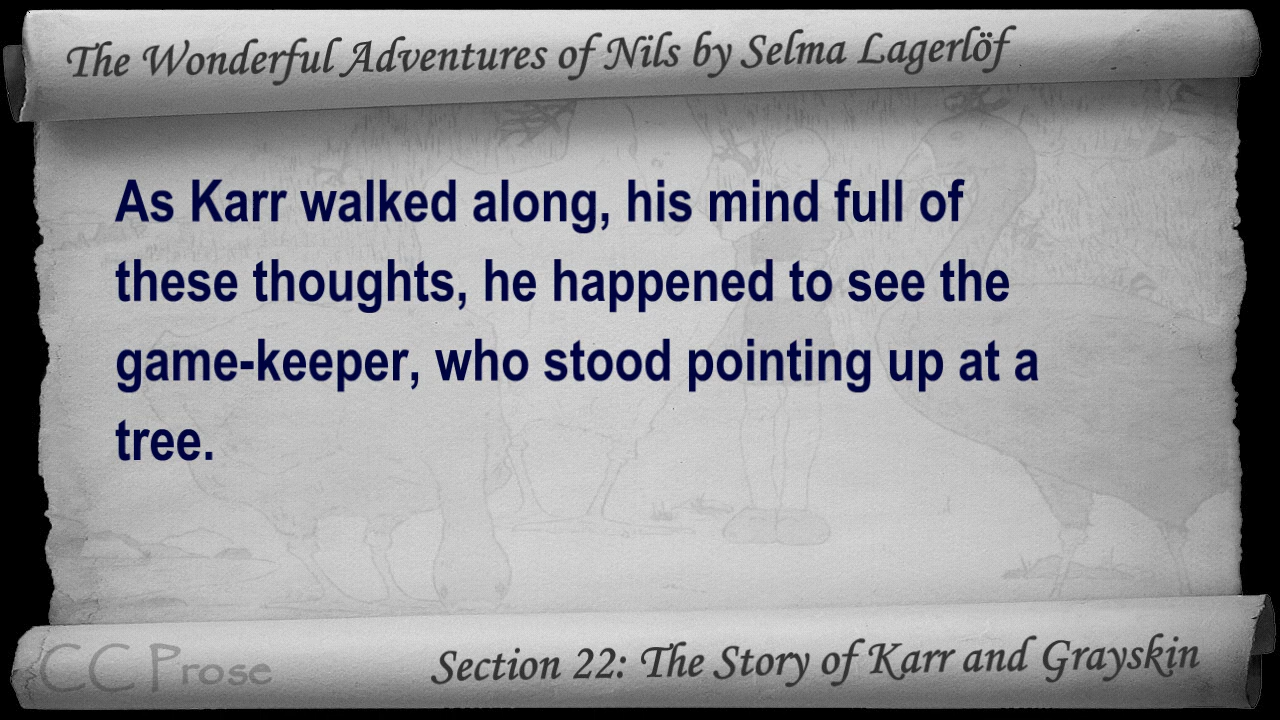 The Wonderful Adventures of Nils by Selma Lagerlöf
As Karr walked along, his mind full of
these thoughts, he happened to see the
game-keeper, who stood pointing up at a
tree.
CC Prose
Section 22: The Story of Karr and Grayskin